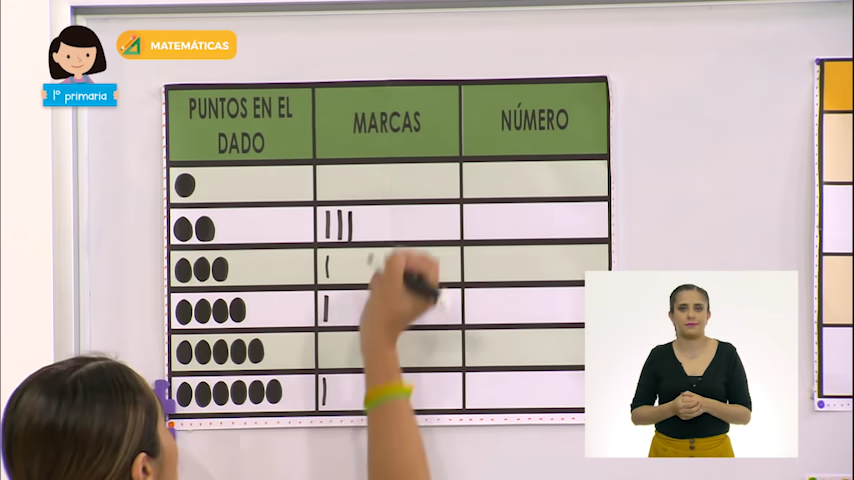 MATEMÁTICAS
1° primaria
PUNTOS EN EL
DADO
MARCAS
NÚMERO